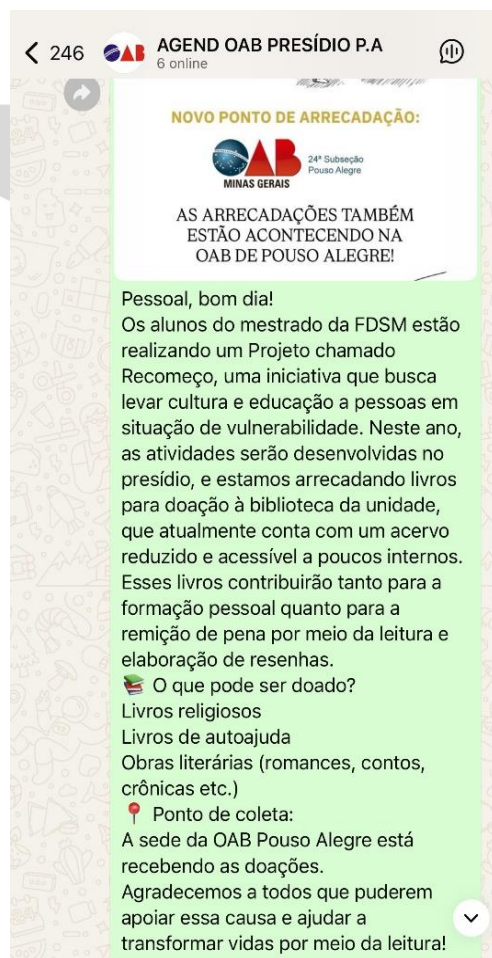 246
AGEND OAB PRESÍDIO P.A
6 online
NOVO PONTO DE ARRECADAÇÃO:
OAB
MINAS GERAIS
24ª Subseção
Pouso Alegre
AS ARRECADAÇÕES TAMBÉM
ESTÃO ACONTECENDO NA
OAB DE POUSO ALEGRE!
Pessoal, bom dia!
Os alunos do mestrado da FDSM estão
realizando um Projeto chamado
Recomeço, uma iniciativa que busca
levar cultura e educação a pessoas em
situação de vulnerabilidade. Neste ano,
as atividades serão desenvolvidas no
presídio, e estamos arrecadando livros
para doação à biblioteca da unidade,
que atualmente conta com um acervo
reduzido e acessível a poucos internos.
Esses livros contribuirão tanto para a
formação pessoal quanto para a
remição de pena por meio da leitura e
elaboração de resenhas.
📚 O que pode ser doado?
Livros religiosos
Livros de autoajuda
Obras literárias (romances, contos,
crônicas etc.)
📍 Ponto de coleta:
A sede da OAB Pouso Alegre está
recebendo as doações.
Agradecemos a todos que puderem
apoiar essa causa e ajudar a
transformar vidas por meio da leitura!